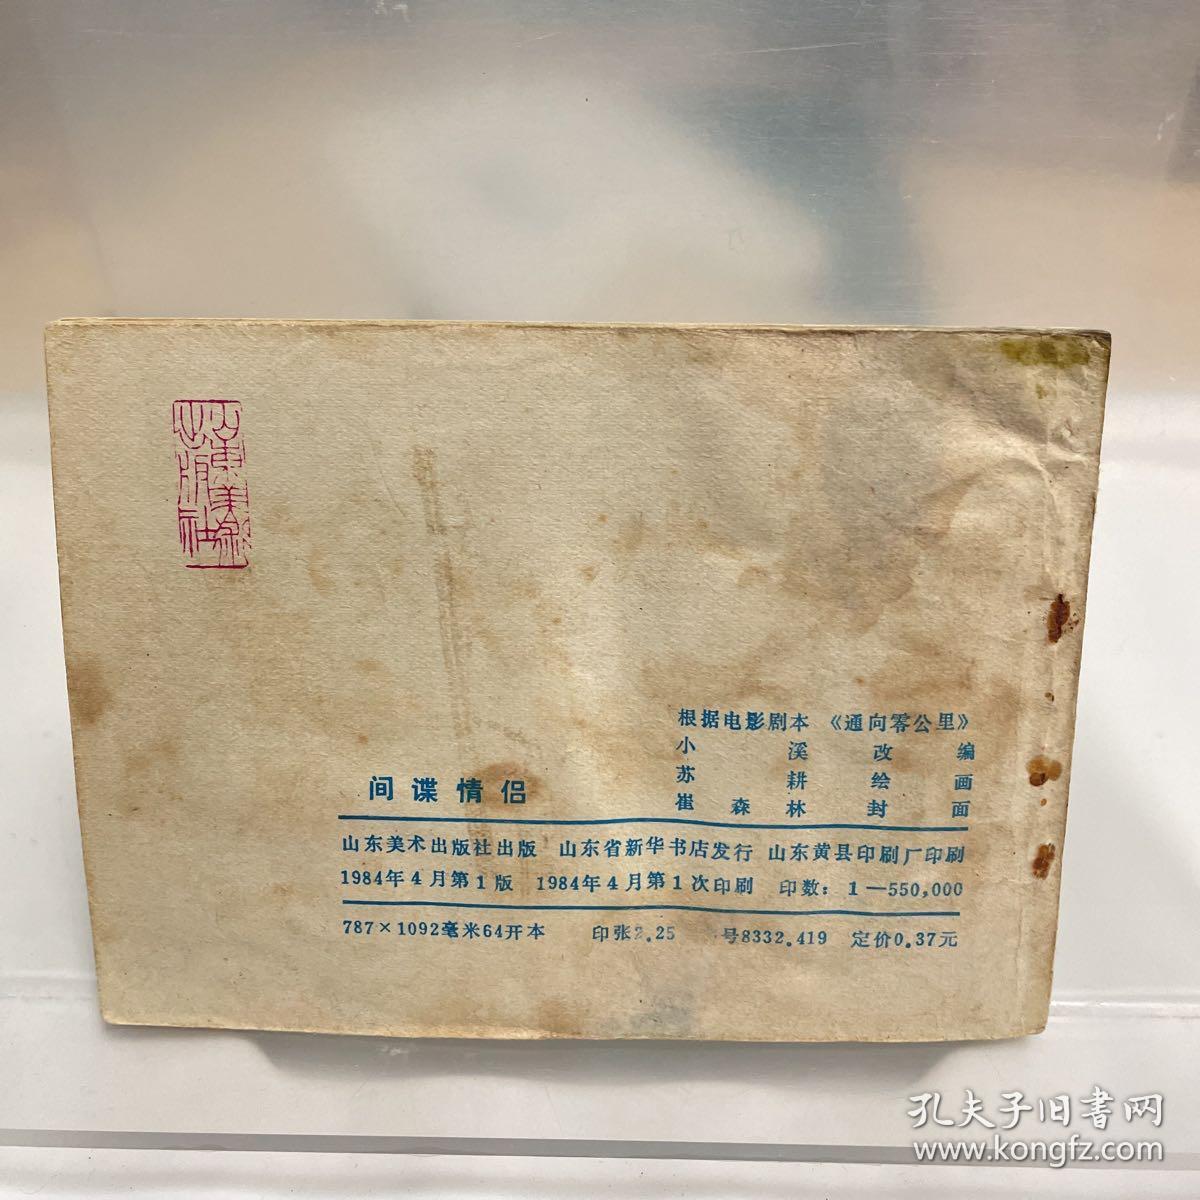 山东美术
出版社
根据电影剧本《通向零公里》
小溪改编
苏耕绘画
崔森林封面
间谍情侣
山东美术出版社出版 山东省新华书店发行 山东黄县印刷厂印刷
1984年4月第1版 1984年4月第1次印刷 印数：1—550,000
787×1092毫米64开本 印张2.25 号8332.419 定价0.37元
孔夫子旧書网
www.kongfz.com